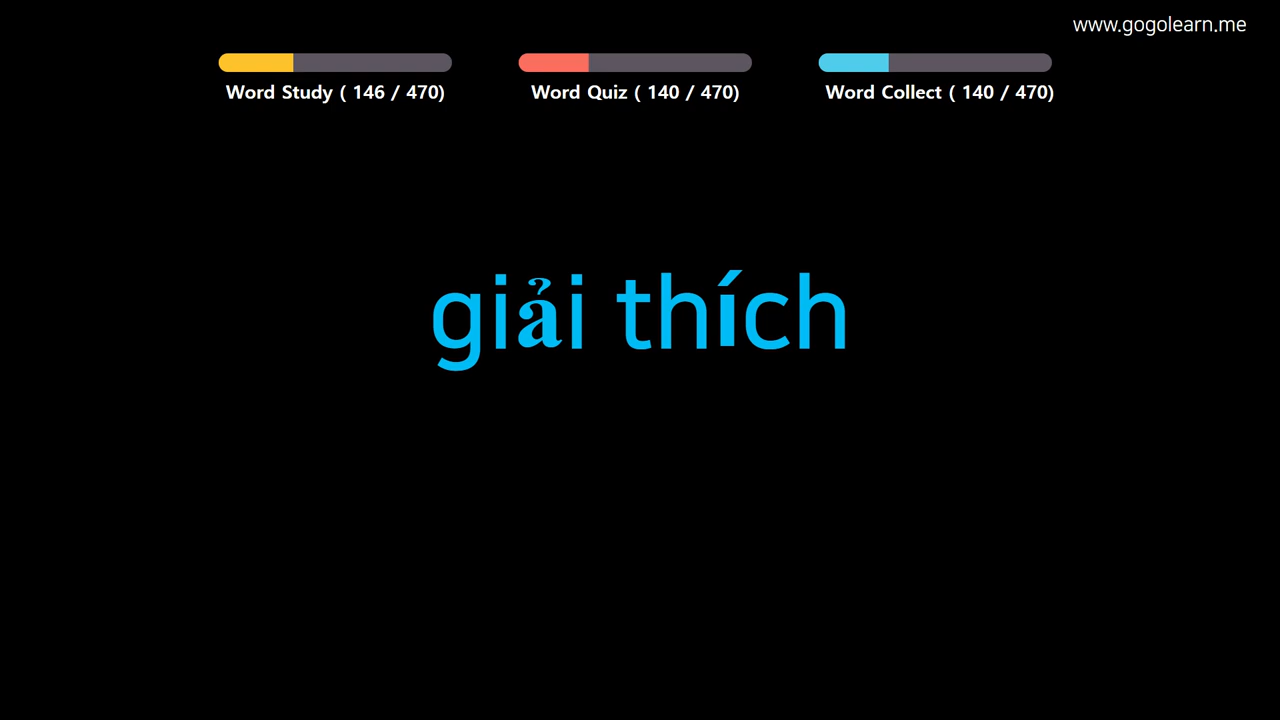 www.gogolearn.me
Word Study ( 146 / 470)
Word Quiz ( 140 / 470)
Word Collect ( 140 / 470)
giải thích